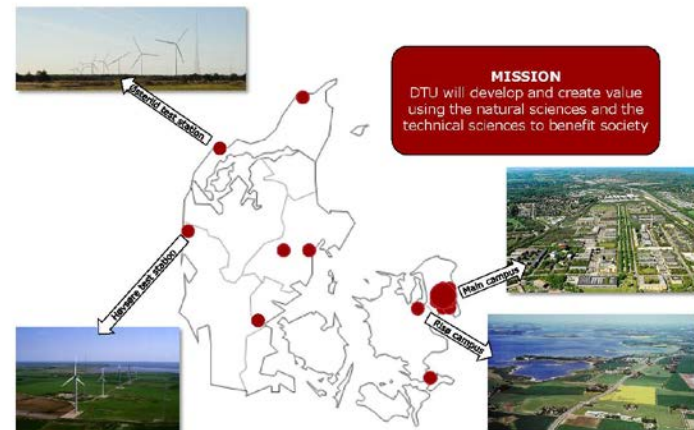 MISSION
DTU will develop and create value
using the natural sciences and the
technical sciences to benefit society
Østerild test station
Høvsøre test station
Main campus
Risø campus